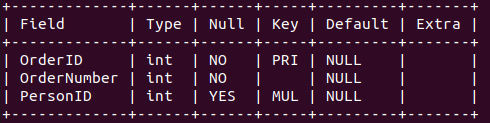 +-------------+------+------+-----+---------+-------+
| Field       | Type | Null | Key | Default | Extra |
+-------------+------+------+-----+---------+-------+
| OrderID     | int  | NO   | PRI | NULL    |       |
| OrderNumber | int  | NO   |     | NULL    |       |
| PersonID    | int  | YES  | MUL | NULL    |       |
+-------------+------+------+-----+---------+-------+